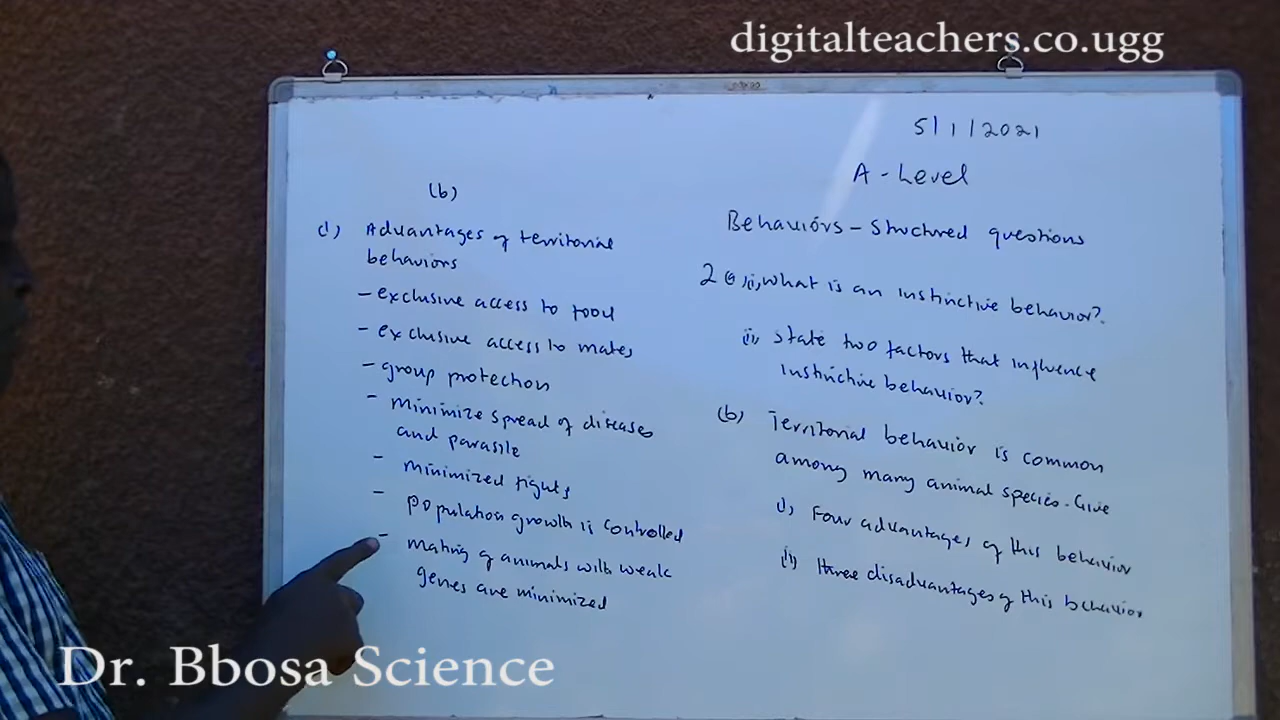 digitalteachers.co.ugg
5/1/2021
A-Level
Behaviors - Structured questions
2 (a) (i) What is an instinctive behavior?
(ii) State two factors that influence
instinctive behavior?
(b) Territorial behavior is common
among many animal species. Give
(i) Four advantages of this behavior
(ii) three disadvantages of this behavior
(b)
(i) Advantages of territorial
behaviors
- exclusive access to food
- exclusive access to mates
- group protection
- minimize spread of diseases
and parasite
- minimized fights
- population growth is controlled
- mating of animals with weak
genes are minimized
Dr. Bbosa Science